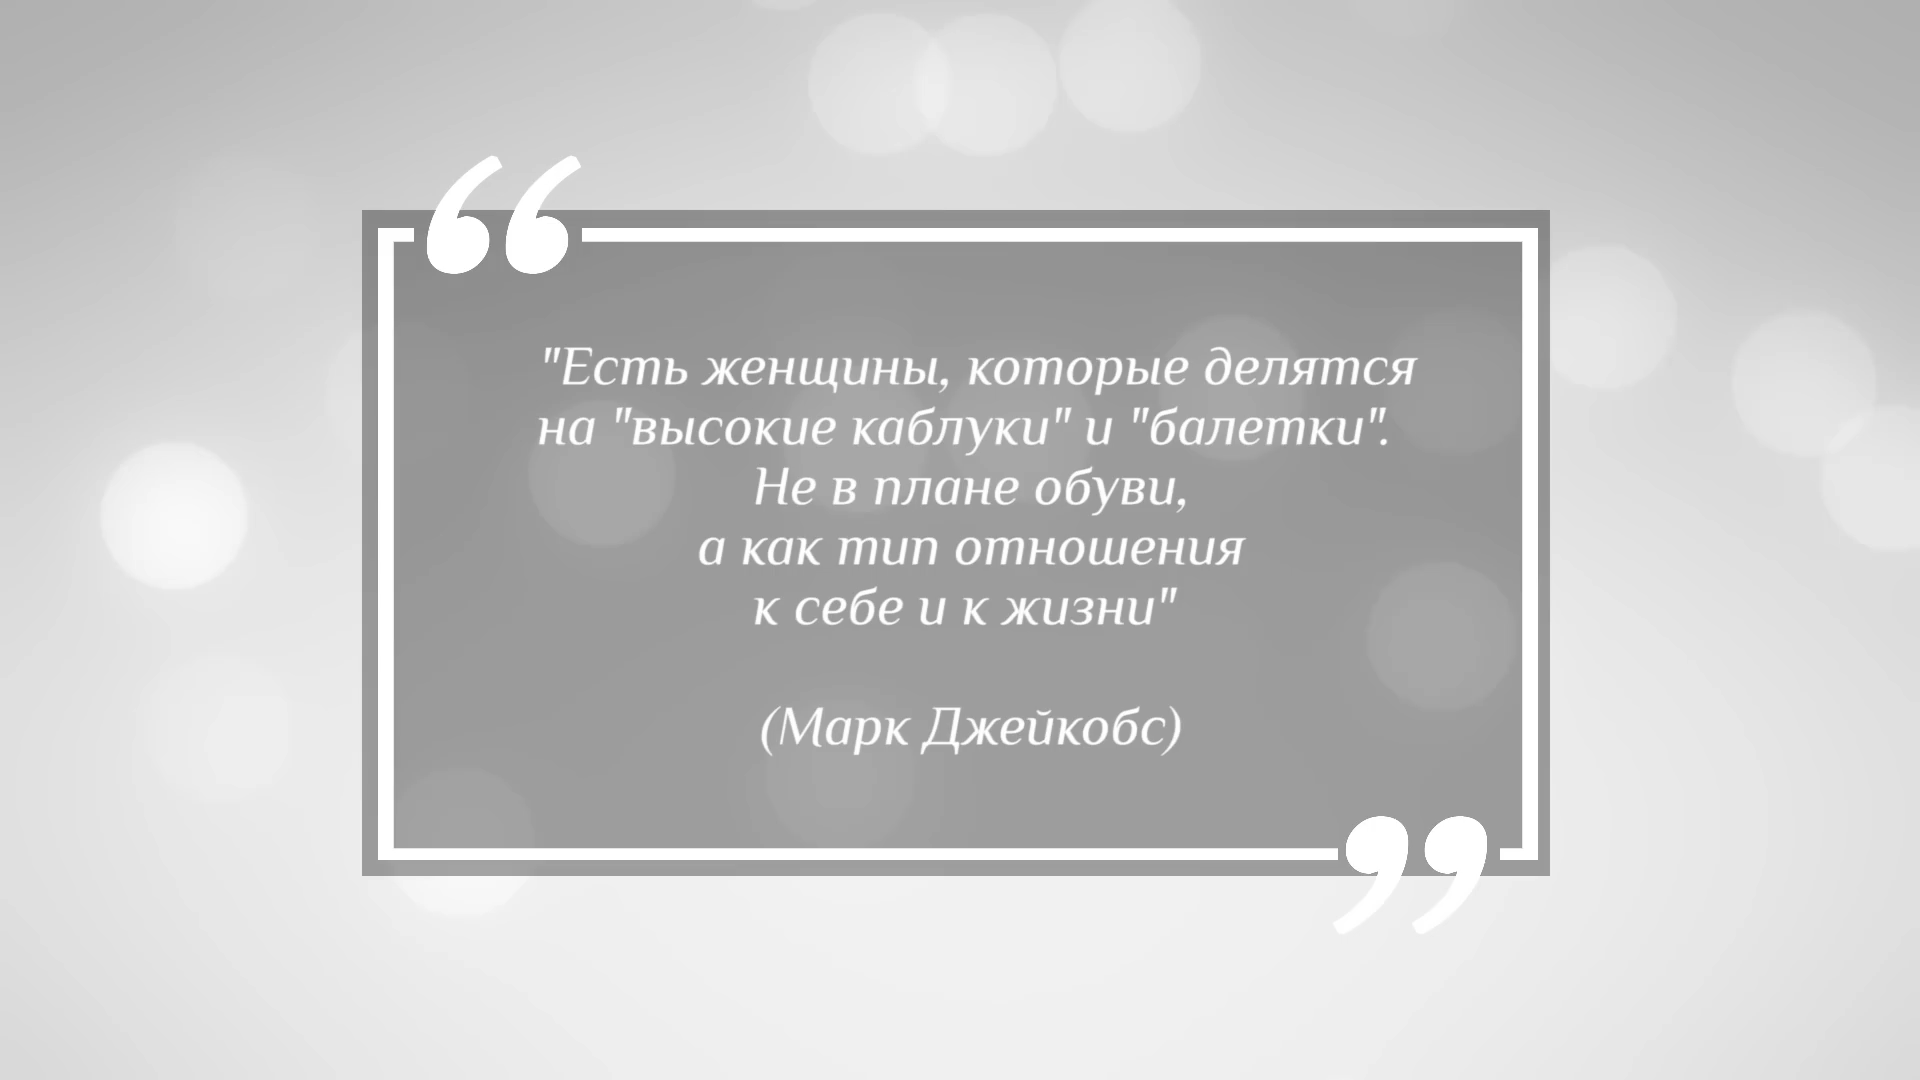 "Есть женщины, которые делятся
на "высокие каблуки" и "балетки".
Не в плане обуви,
а как тип отношения
к себе и к жизни"
(Марк Джейкобс)